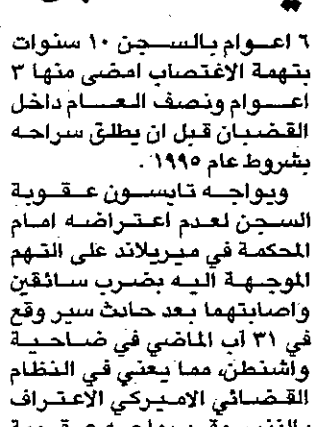 ٦ اعوام بالسجن ١٠ سنوات
بتهمة الاغتصاب امضى منها ٣
اعوام ونصف العام داخل
القضبان قبل ان يطلق سراحه
بشروط عام ١٩٩٥.
ويواجه تايسون عقوبة
السجن لعدم اعتراضه امام
المحكمة في ميريلاند على التهم
الموجهة اليه بضرب سائقين
واصابتهما بعد حادث سير وقع
في ٣١ آب الماضي في ضاحية
واشنطن، مما يعني في النظام
القضائي الاميركي الاعتراف